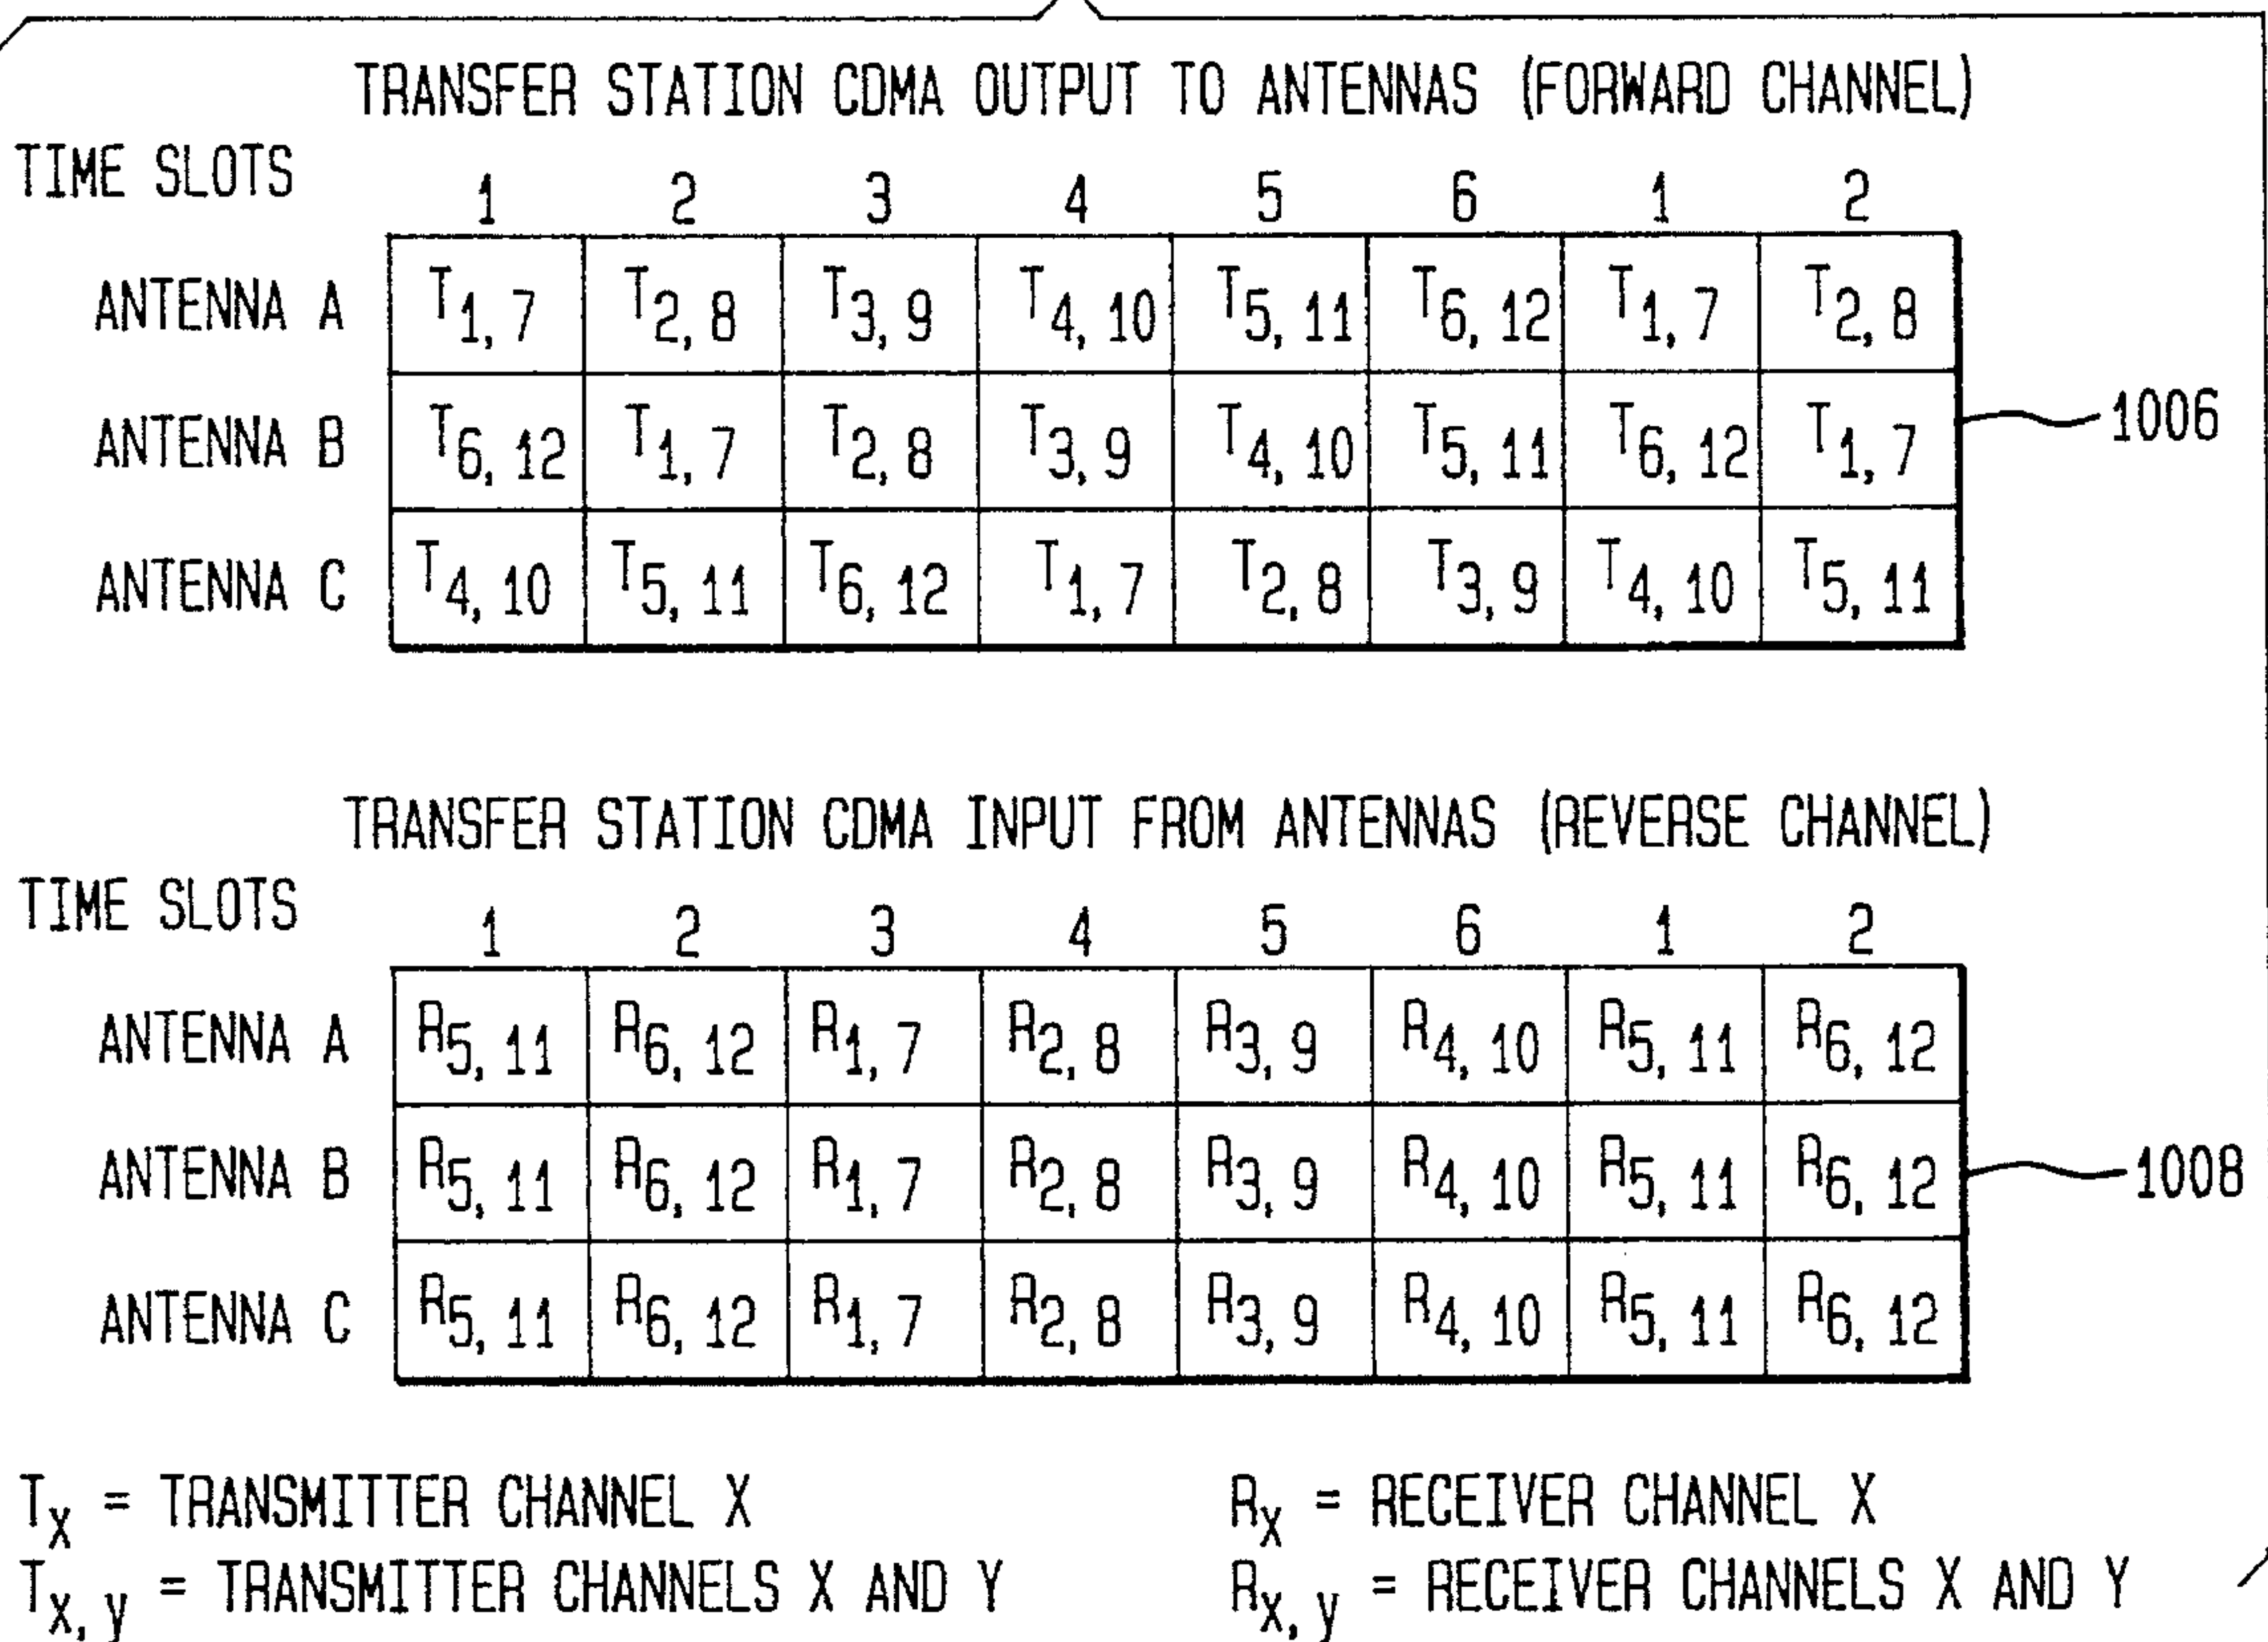 TRANSFER STATION CDMA OUTPUT TO ANTENNAS (FORWARD CHANNEL)
TIME SLOTS
1 2 3 4 5 6 1 2
ANTENNA A T1, 7 T2, 8 T3, 9 T4, 10 T5, 11 T6, 12 T1, 7 T2, 8
ANTENNA B T6, 12 T1, 7 T2, 8 T3, 9 T4, 10 T5, 11 T6, 12 T1, 7 1006
ANTENNA C T4, 10 T5, 11 T6, 12 T1, 7 T2, 8 T3, 9 T4, 10 T5, 11
TRANSFER STATION CDMA INPUT FROM ANTENNAS (REVERSE CHANNEL)
TIME SLOTS
1 2 3 4 5 6 1 2
ANTENNA A R5, 11 R6, 12 R1, 7 R2, 8 R3, 9 R4, 10 R5, 11 R6, 12
ANTENNA B R5, 11 R6, 12 R1, 7 R2, 8 R3, 9 R4, 10 R5, 11 R6, 12 1008
ANTENNA C R5, 11 R6, 12 R1, 7 R2, 8 R3, 9 R4, 10 R5, 11 R6, 12
Tx = TRANSMITTER CHANNEL X Rx = RECEIVER CHANNEL X
Tx, y = TRANSMITTER CHANNELS X AND Y Rx, y = RECEIVER CHANNELS X AND Y